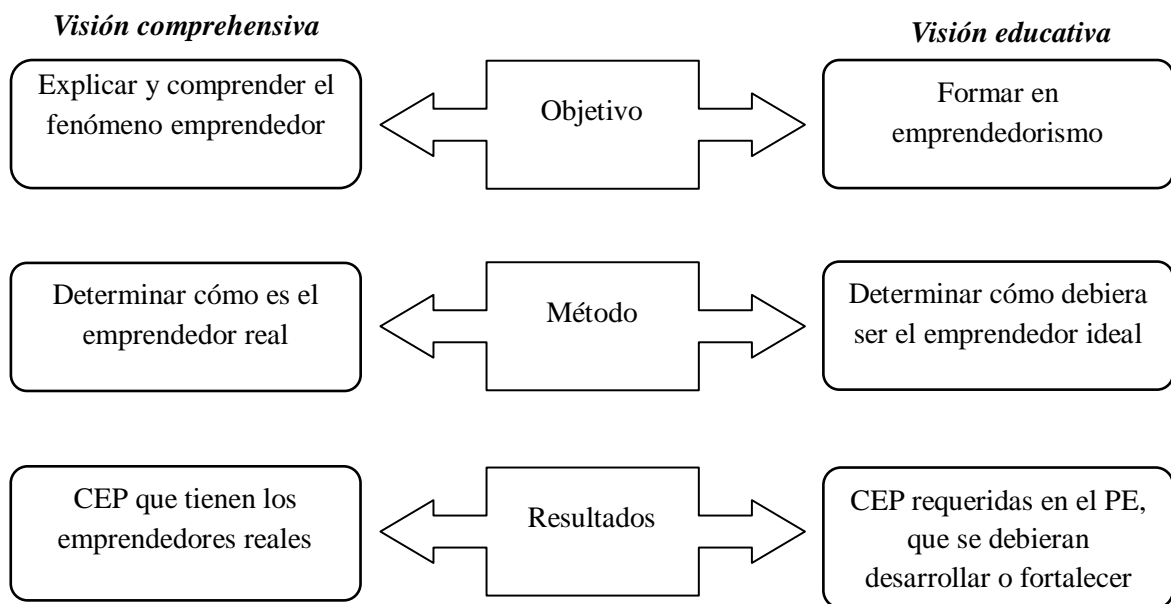 Visión comprehensiva
Visión educativa
Explicar y comprender el
fenómeno emprendedor
Objetivo
Formar en
emprendedorismo
Determinar cómo es el
emprendedor real
Método
Determinar cómo debiera
ser el emprendedor ideal
CEP que tienen los
emprendedores reales
Resultados
CEP requeridas en el PE,
que se debieran
desarrollar o fortalecer